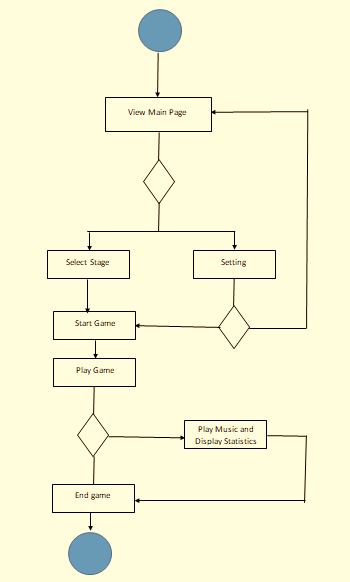 View Main Page
Select Stage
Setting
Start Game
Play Game
Play Music and
Display Statistics
End game